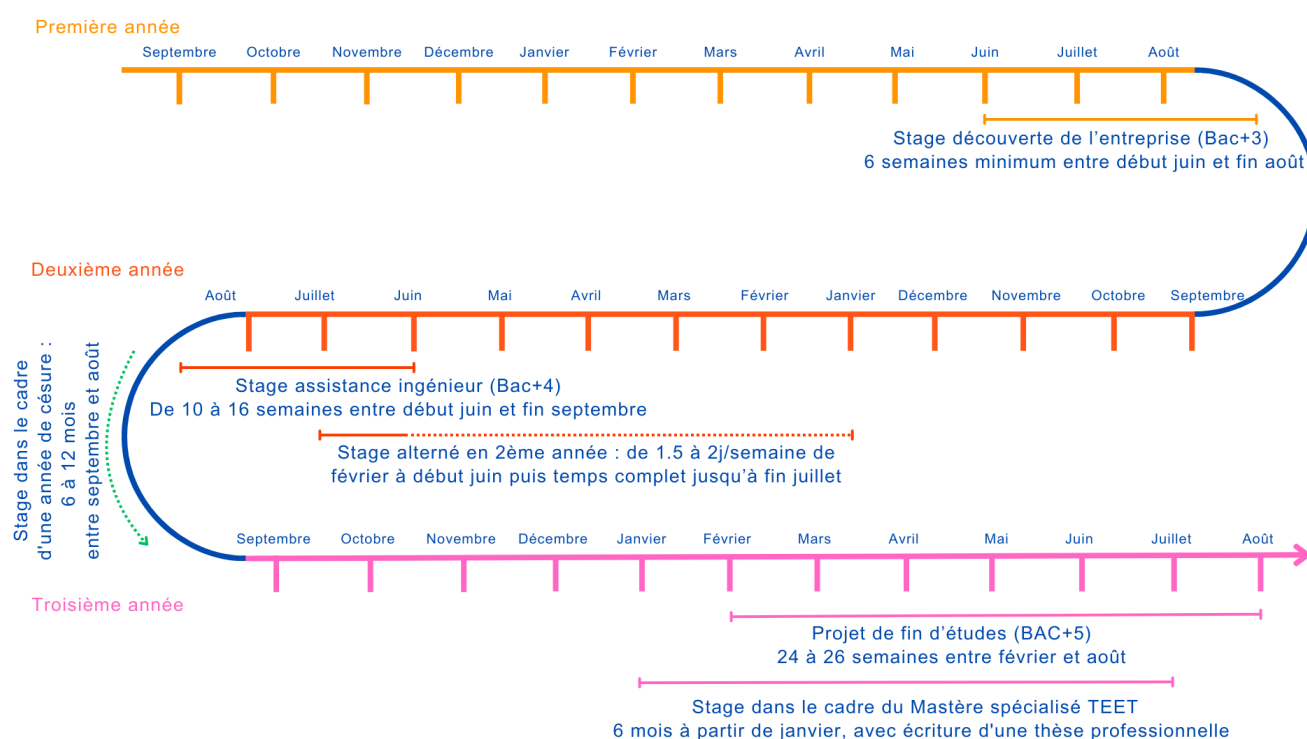 Première année
Septembre Octobre Novembre Décembre Janvier Février Mars Avril Mai Juin Juillet Août
Stage découverte de l'entreprise (Bac+3)
6 semaines minimum entre début juin et fin août
Deuxième année
Août Juillet Juin Mai Avril Mars Février Janvier Décembre Novembre Octobre Septembre
Stage assistance ingénieur (Bac+4)
De 10 à 16 semaines entre début juin et fin septembre
Stage alterné en 2ème année : de 1.5 à 2j/semaine de
février à début juin puis temps complet jusqu'à fin juillet
Stage dans le cadre
d'une année de césure :
6 à 12 mois
entre septembre et août
Septembre Octobre Novembre Décembre Janvier Février Mars Avril Mai Juin Juillet Août
Troisième année
Projet de fin d'études (BAC+5)
24 à 26 semaines entre février et août
Stage dans le cadre du Mastère spécialisé TEET
6 mois à partir de janvier, avec écriture d'une thèse professionnelle